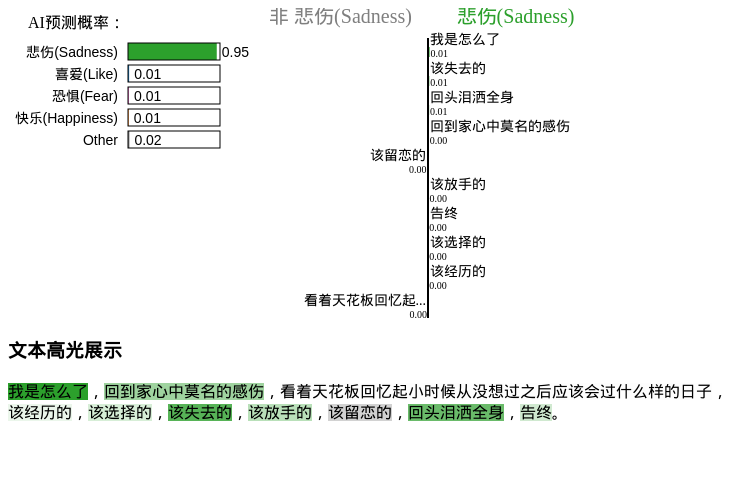 AI预测概率：
悲伤(Sadness) 0.95
喜爱(Like) 0.01
恐惧(Fear) 0.01
快乐(Happiness) 0.01
Other 0.02
非 悲伤(Sadness) 悲伤(Sadness)
我是怎么了
0.01
该失去的
0.01
回头泪洒全身
0.01
回到家心中莫名的感伤
0.00
该留恋的
0.00
该放手的
0.00
告终
0.00
该选择的
0.00
该经历的
0.00
看着天花板回忆起...
0.00
文本高光展示
我是怎么了，回到家心中莫名的感伤，看着天花板回忆起小时候从没想过之后应该会过什么样的日子，
该经历的，该选择的，该失去的，该放手的，该留恋的，回头泪洒全身，告终。